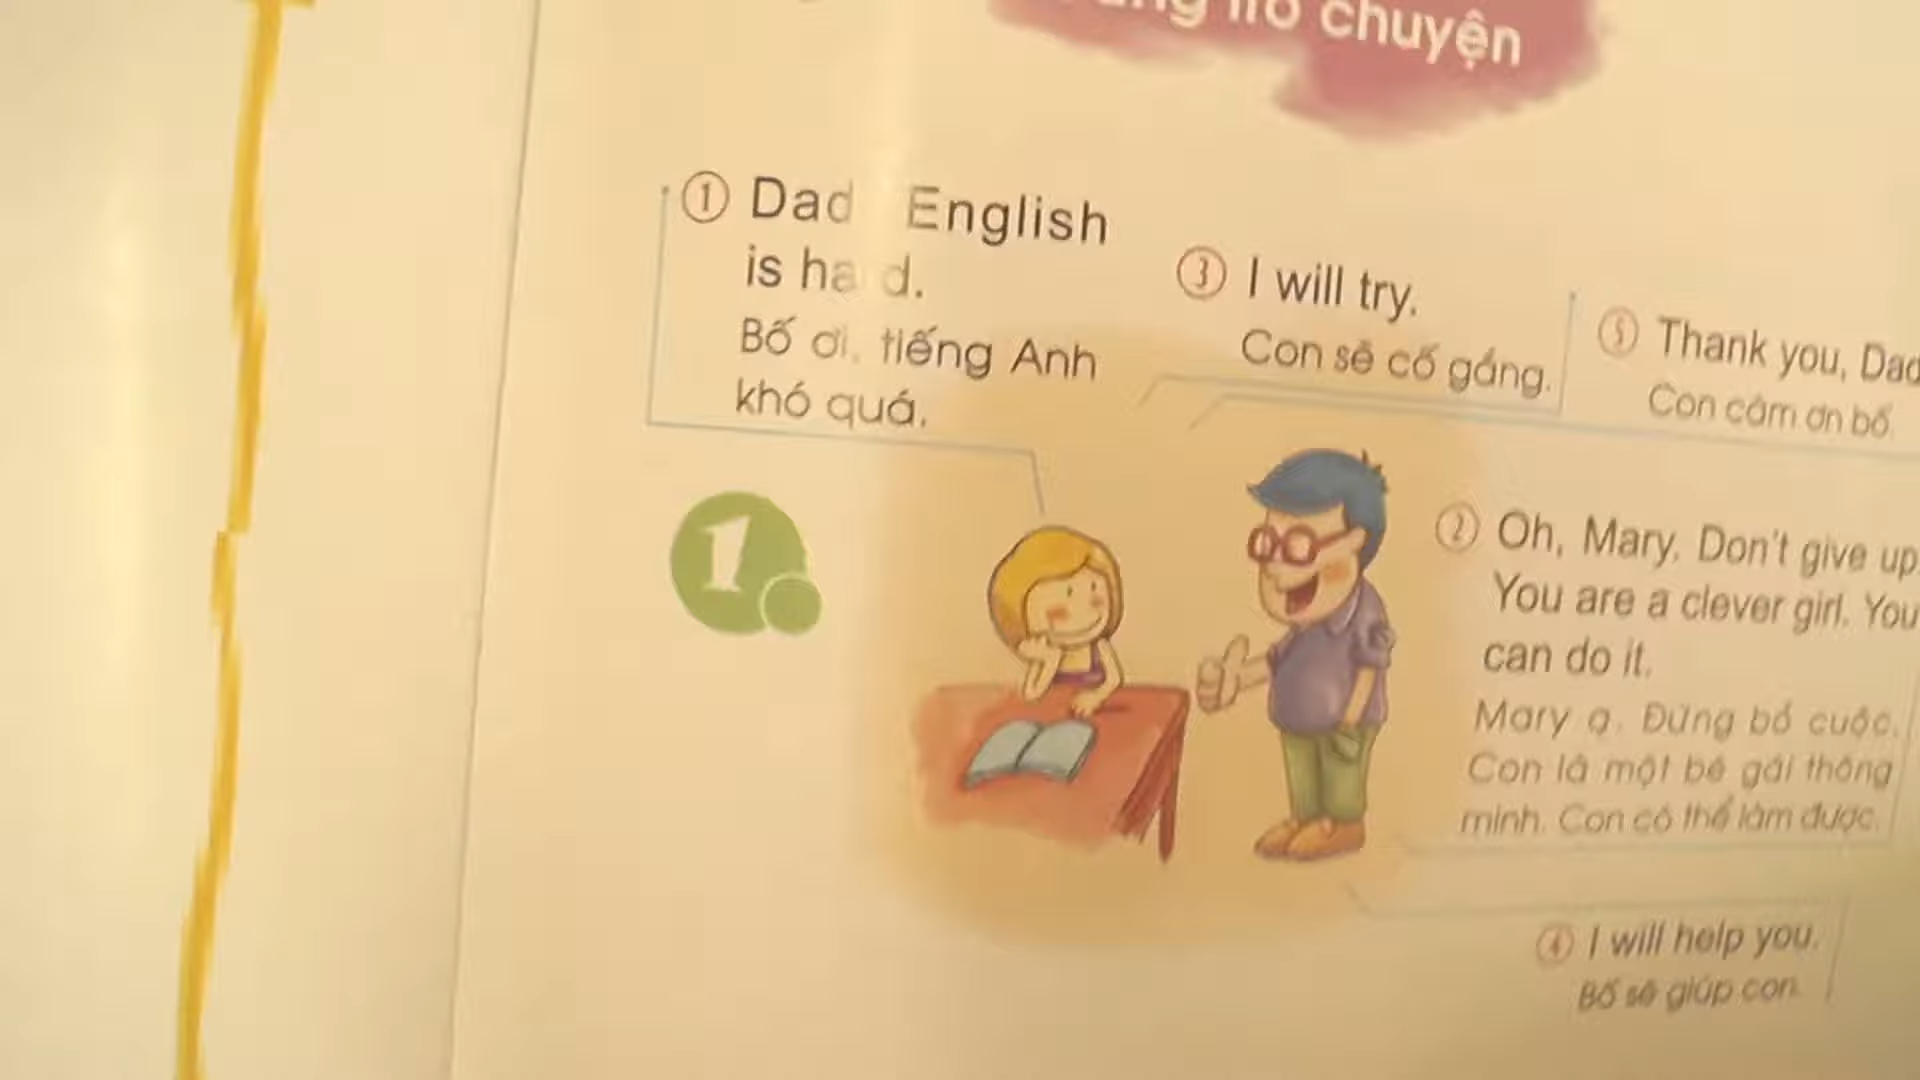 chuyện
① Dad English
is ha d.
Bố ơi, tiếng Anh
khó quá.
③ I will try.
Con sẽ cố gắng.
⑤ Thank you, Dad
Con cảm ơn bố.
1
② Oh, Mary. Don't give up.
You are a clever girl. You
can do it.
Mary ạ. Đừng bỏ cuộc.
Con là một bé gái thông
minh. Con có thể làm được.
④ I will help you.
Bố sẽ giúp con.